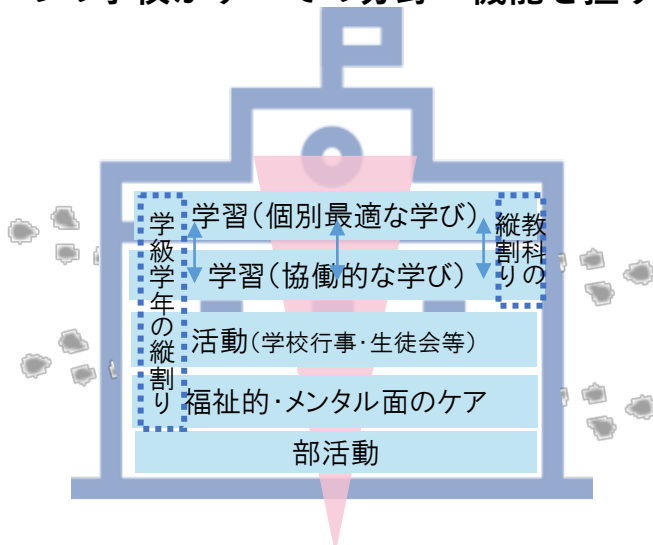 学習(個別最適な学び)
学習(協働的な学び)
活動(学校行事･生徒会等)
福祉的･メンタル面のケア
部活動
学級学年の縦割り
教科の
縦割り